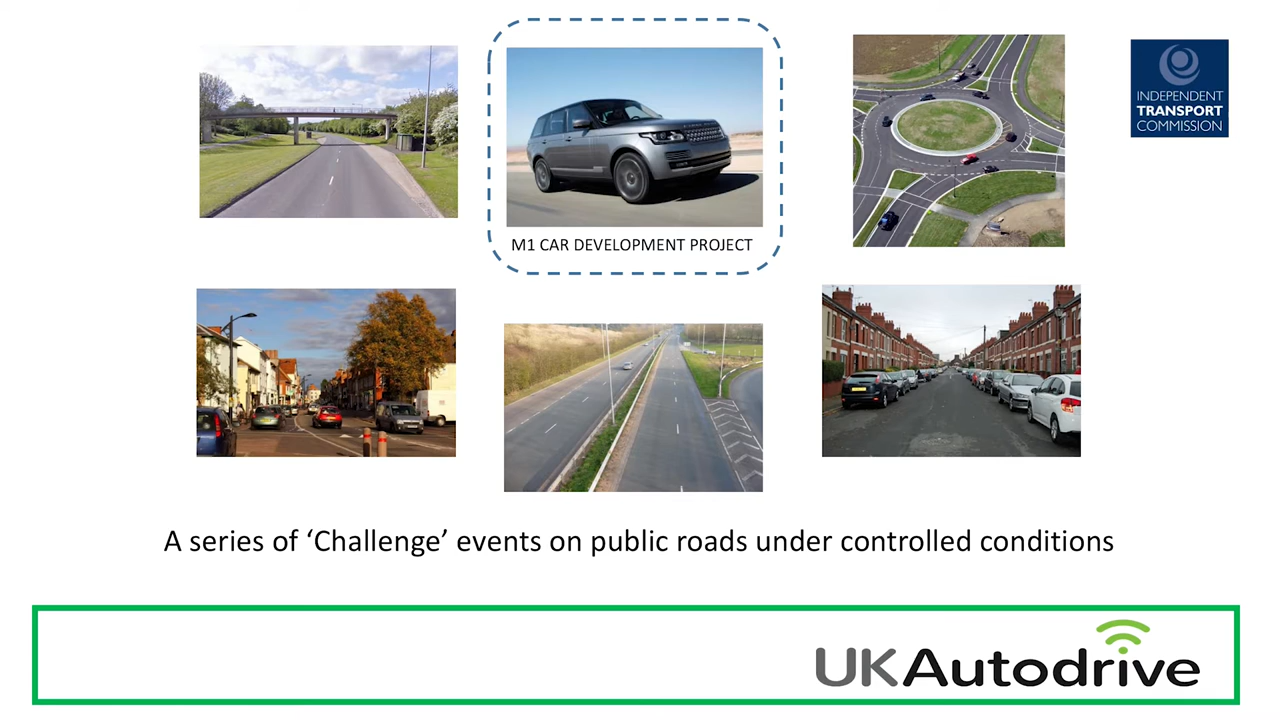 INDEPENDENT
TRANSPORT
COMMISSION
M1 CAR DEVELOPMENT PROJECT
A series of ‘Challenge’ events on public roads under controlled conditions
UKAutodrive